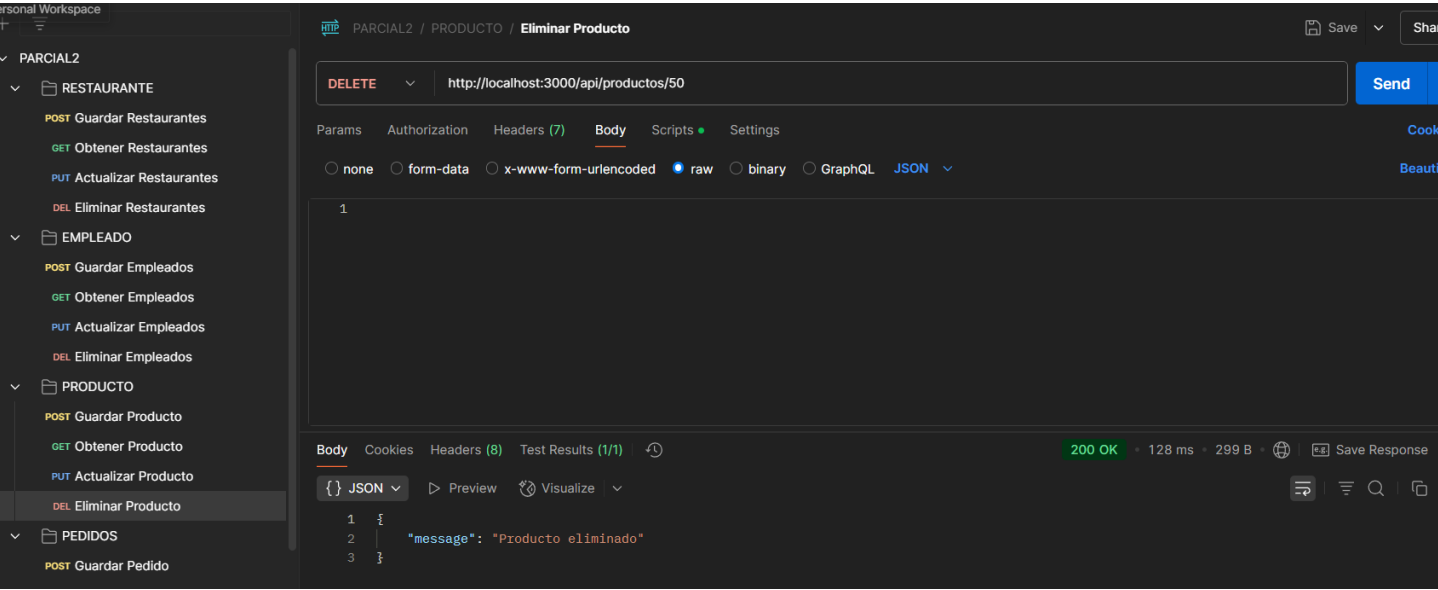 ersonal Workspace
PARCIAL2
RESTAURANTE
POST Guardar Restaurantes
GET Obtener Restaurantes
PUT Actualizar Restaurantes
DEL Eliminar Restaurantes
EMPLEADO
POST Guardar Empleados
GET Obtener Empleados
PUT Actualizar Empleados
DEL Eliminar Empleados
PRODUCTO
POST Guardar Producto
GET Obtener Producto
PUT Actualizar Producto
DEL Eliminar Producto
PEDIDOS
POST Guardar Pedido
HTTP PARCIAL2 / PRODUCTO / Eliminar Producto
Save
Shar
DELETE http://localhost:3000/api/productos/50
Send
Params Authorization Headers (7) Body Scripts Settings
Cook
none form-data x-www-form-urlencoded raw binary GraphQL JSON
Beauti
1
Body Cookies Headers (8) Test Results (1/1)
200 OK • 128 ms • 299 B • e.g. Save Response
{} JSON Preview Visualize
1 {
2 "message": "Producto eliminado"
3 }